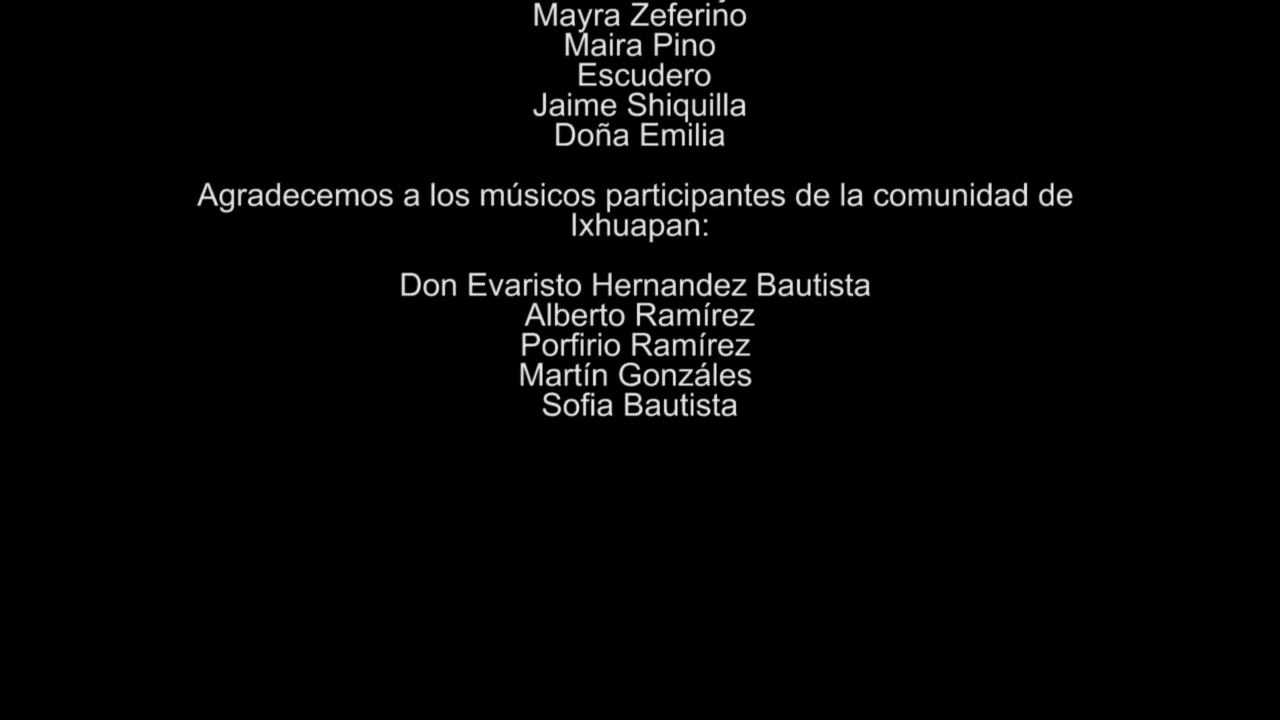 Mayra Zeferino
Maira Pino
Escudero
Jaime Shiquilla
Doña Emilia
Agradecemos a los músicos participantes de la comunidad de
Ixhuapan:
Don Evaristo Hernandez Bautista
Alberto Ramírez
Porfirio Ramírez
Martín Gonzáles
Sofia Bautista